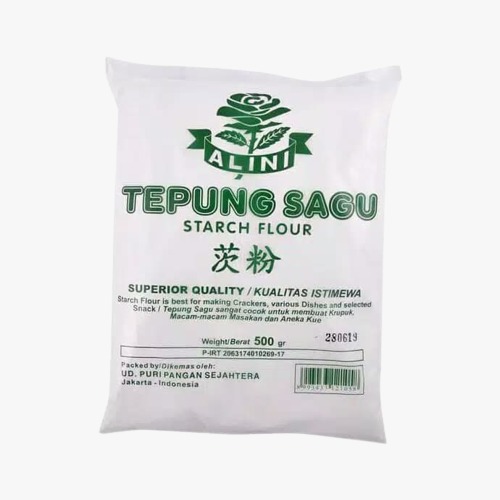 ALINI
TEPUNG SAGU
STARCH FLOUR
茨粉
SUPERIOR QUALITY / KUALITAS ISTIMEWA
Starch Flour is best for making Crackers, various Dishes and selected
Snack / Tepung Sagu sangat cocok untuk membuat Krupuk,
Macam-macam Masakan dan Aneka Kue
Weight/Berat 500 gr
280619
P-IRT 2063174010269-17
Packed by/Dikemas oleh:
UD. PURI PANGAN SEJAHTERA
Jakarta - Indonesia